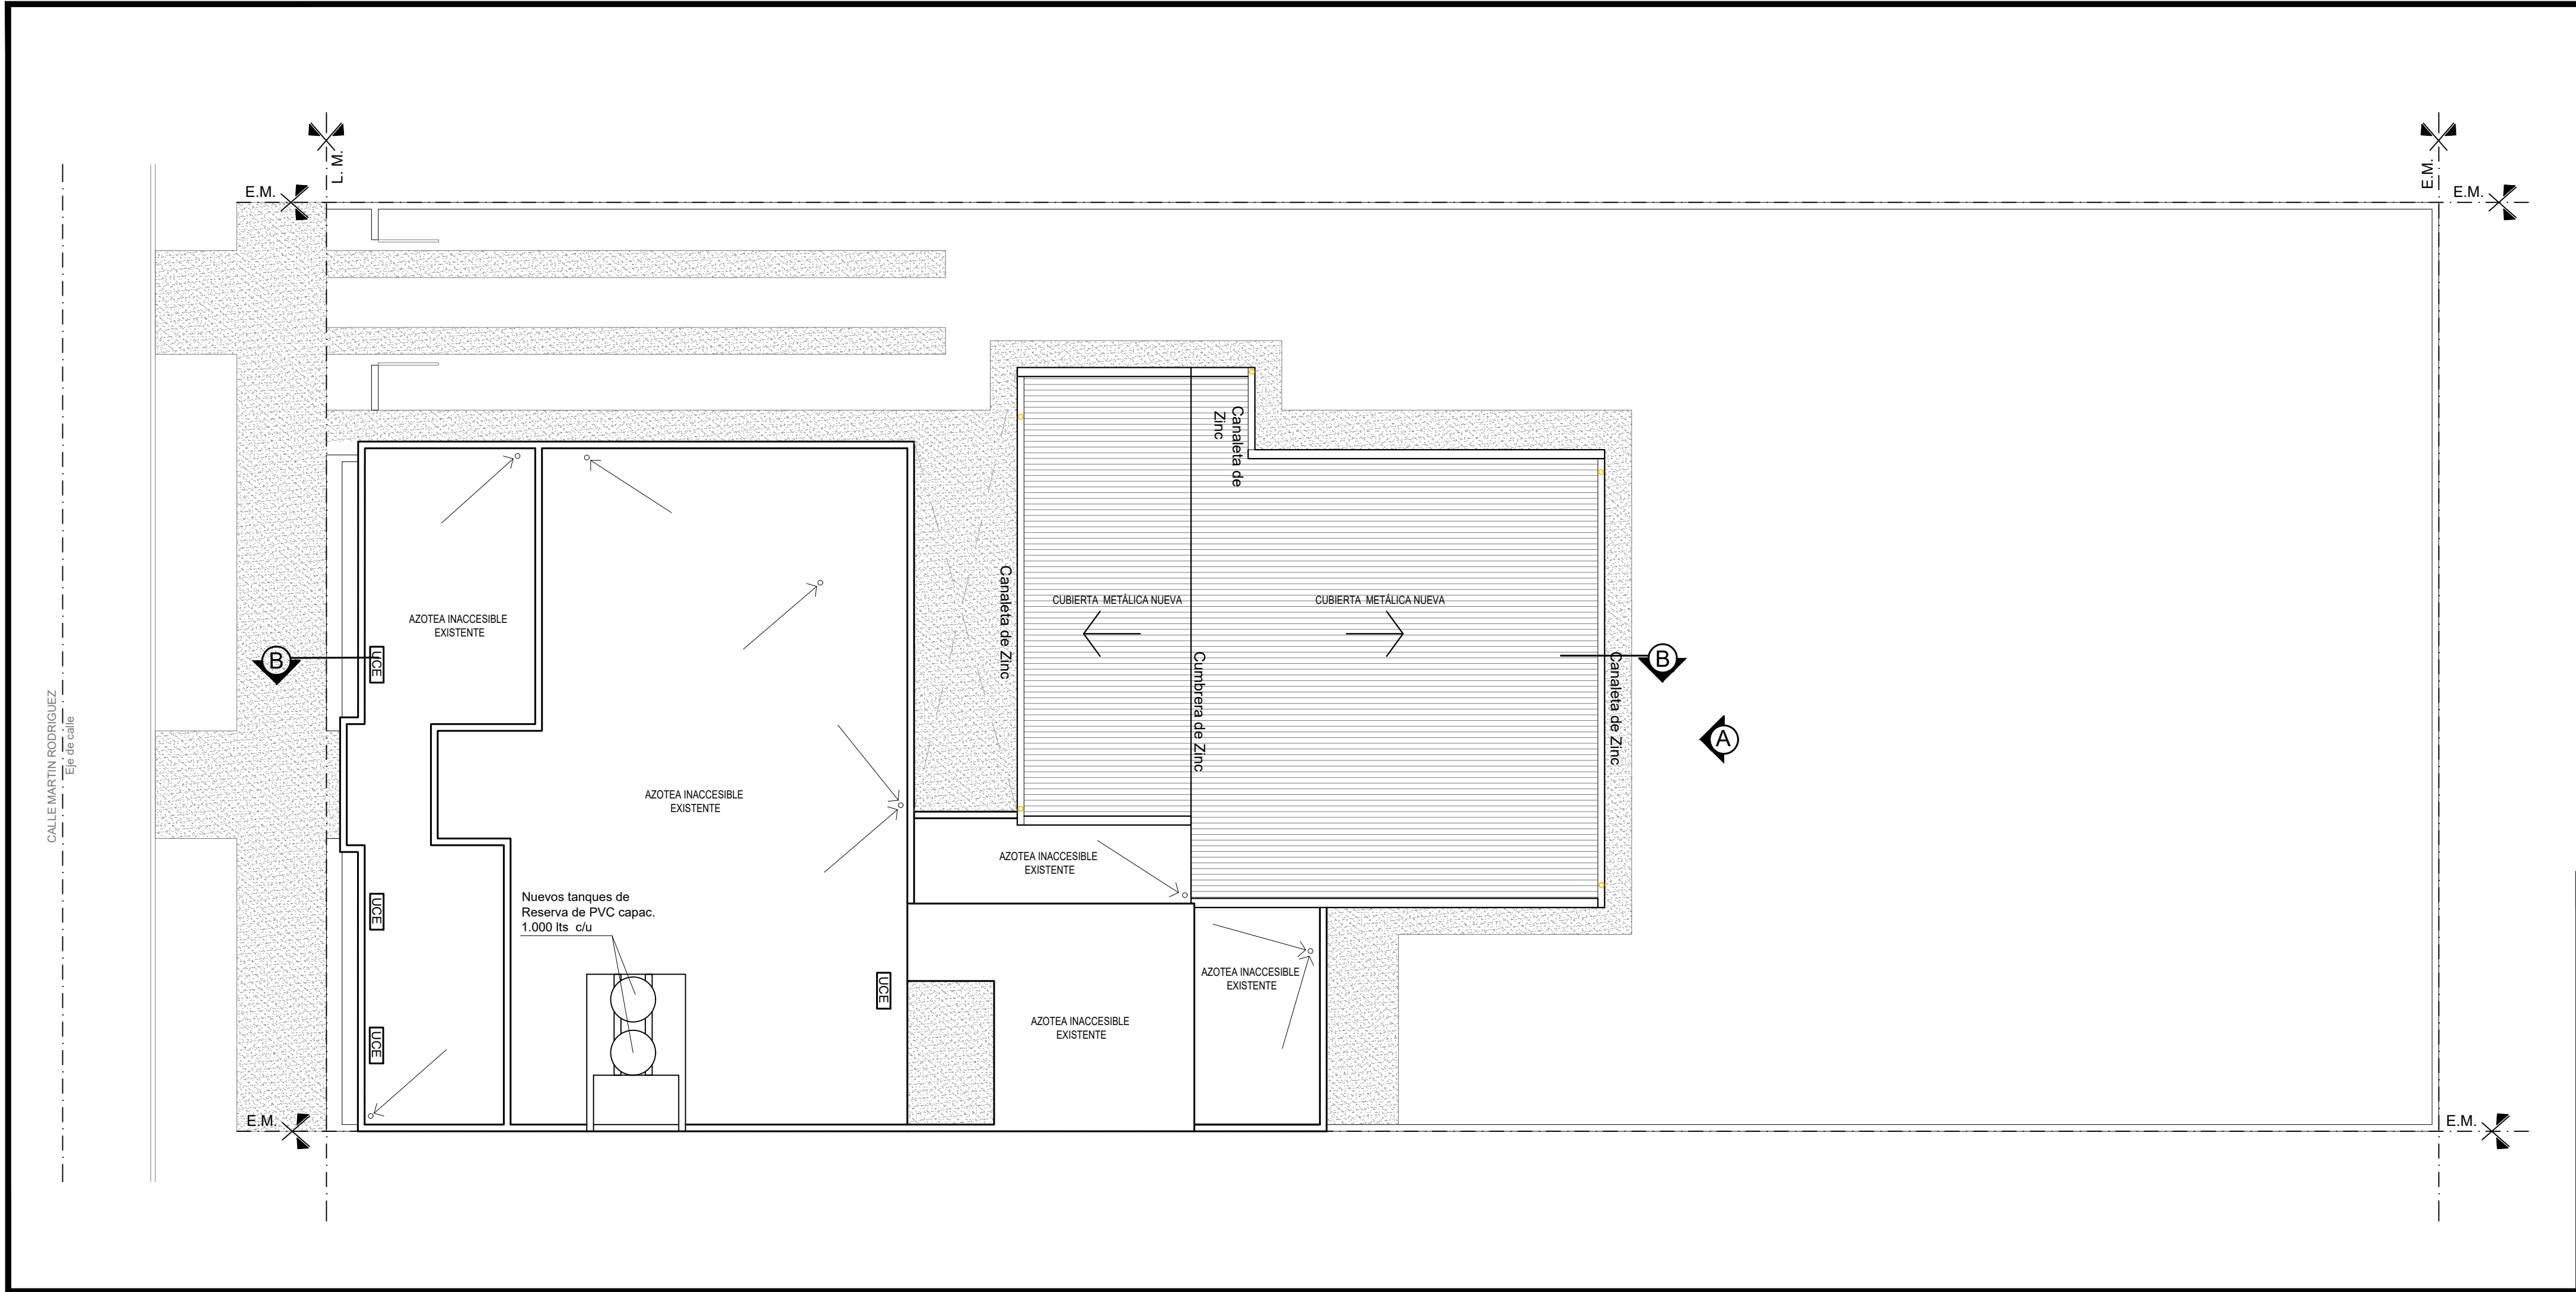 L. M.
E.M.
E.M.
E.M.
Canaleta de
Zinc
CUBIERTA  METÁLICA NUEVA
CUBIERTA  METÁLICA NUEVA
Canaleta de Zinc
AZOTEA INACCESIBLE
EXISTENTE
B
UCE
Cumbrera de Zinc
Canaleta de Zinc
B
CALLE MARTIN RODRIGUEZ
Eje de calle
A
AZOTEA INACCESIBLE
EXISTENTE
AZOTEA INACCESIBLE
EXISTENTE
UCE
Nuevos tanques de
Reserva de PVC capac.
1.000 lts  c/u
UCE
AZOTEA INACCESIBLE
EXISTENTE
AZOTEA INACCESIBLE
EXISTENTE
UCE
E.M.
E.M.